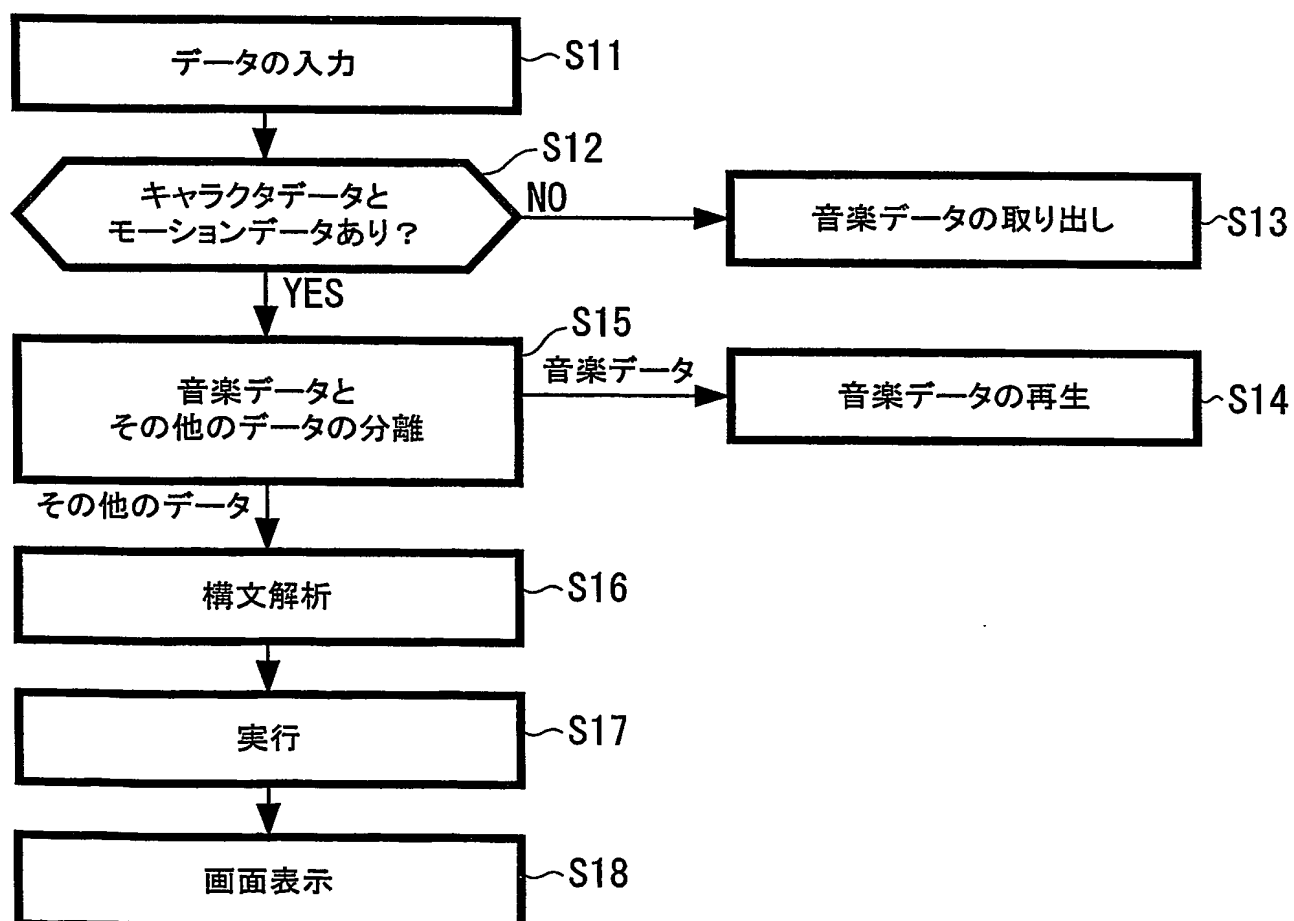 データの入力
S11
S12
キャラクタデータと
モーションデータあり？
NO
音楽データの取り出し
S13
YES
S15
音楽データと
その他のデータの分離
音楽データ
音楽データの再生
S14
その他のデータ
構文解析
S16
実行
S17
画面表示
S18